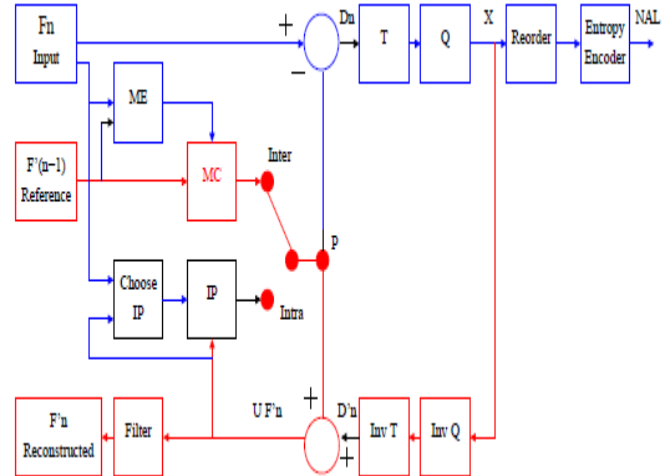 Fn
Input
+
−
Dn
T
Q
X
Reorder
Entropy
Encoder
NAL
ME
F'(n−1)
Reference
MC
Inter
P
Choose
IP
IP
Intra
F'n
Reconstructed
Filter
U F'n
+
+
D'n
Inv T
Inv Q